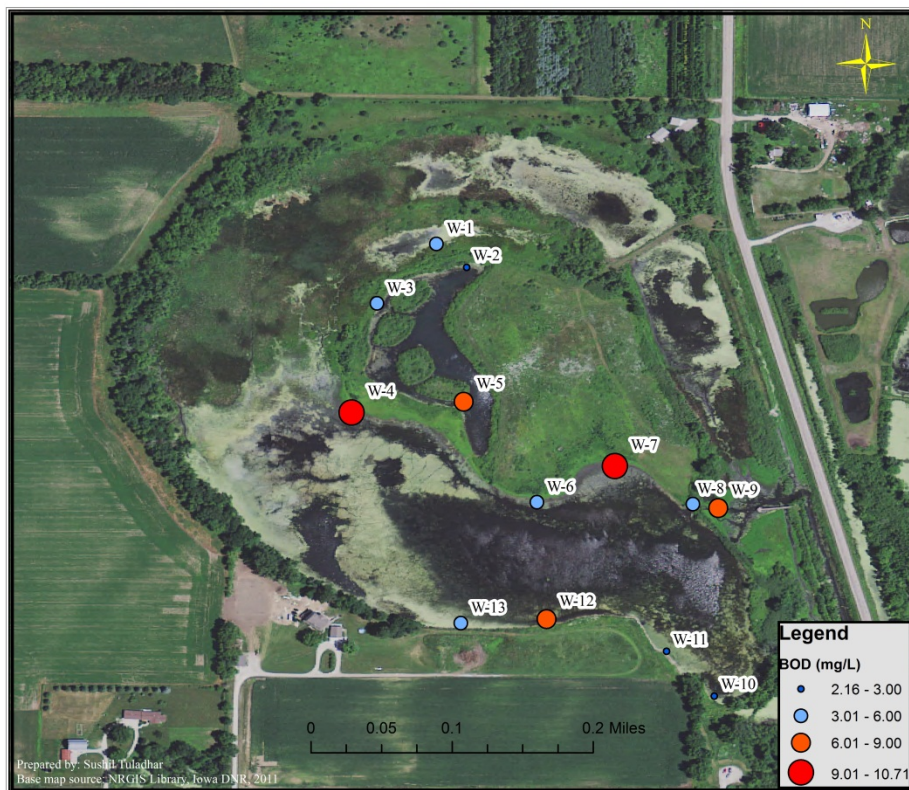 N
W-1
W-2
W-3
W-4
W-5
W-7
W-6
W-8
W-9
W-13
W-12
W-11
W-10
Legend
BOD (mg/L)
2.16 - 3.00
3.01 - 6.00
6.01 - 9.00
9.01 - 10.71
0 0.05 0.1 0.2 Miles
Prepared by: Sushil Tuladhar
Base map source: NRGIS Library, Iowa DNR, 2011